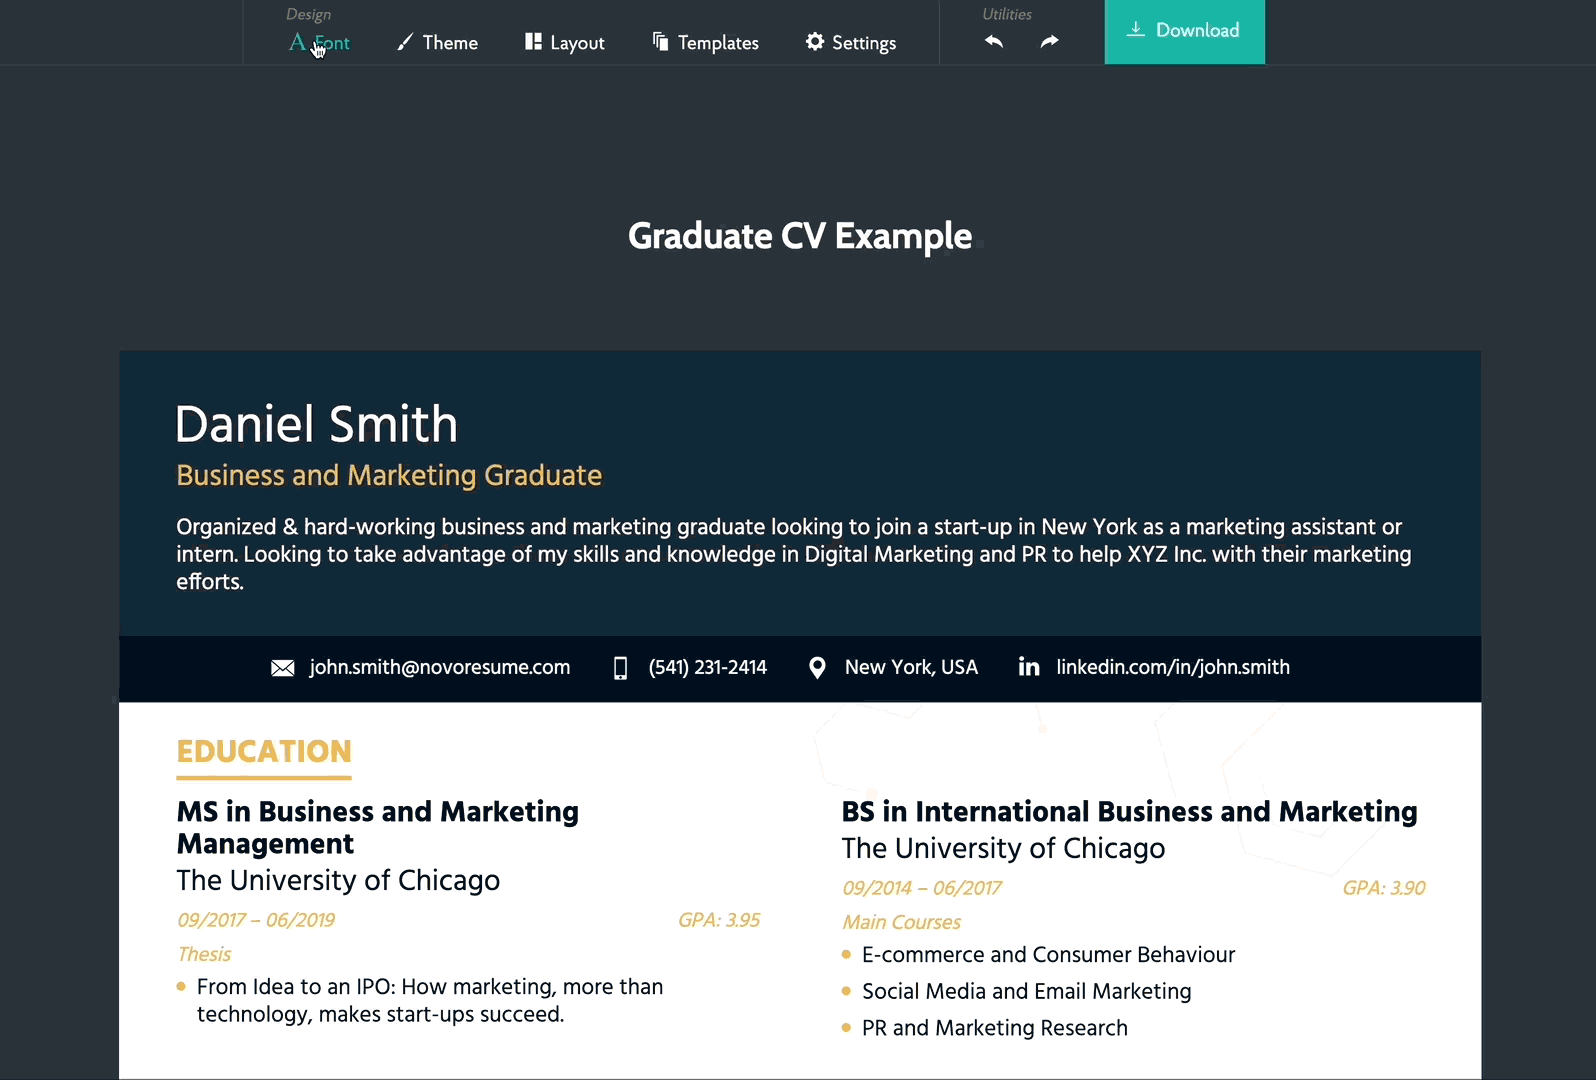 Design
Font
Theme
Layout
Templates
Settings
Utilities
Download
Graduate CV Example
Daniel Smith
Business and Marketing Graduate
Organized & hard-working business and marketing graduate looking to join a start-up in New York as a marketing assistant or
intern. Looking to take advantage of my skills and knowledge in Digital Marketing and PR to help XYZ Inc. with their marketing
efforts.
john.smith@novoresume.com
(541) 231-2414
New York, USA
linkedin.com/in/john.smith
EDUCATION
MS in Business and Marketing
Management
The University of Chicago
09/2017 – 06/2019
GPA: 3.95
Thesis
From Idea to an IPO: How marketing, more than
technology, makes start-ups succeed.
BS in International Business and Marketing
The University of Chicago
09/2014 – 06/2017
GPA: 3.90
Main Courses
E-commerce and Consumer Behaviour
Social Media and Email Marketing
PR and Marketing Research